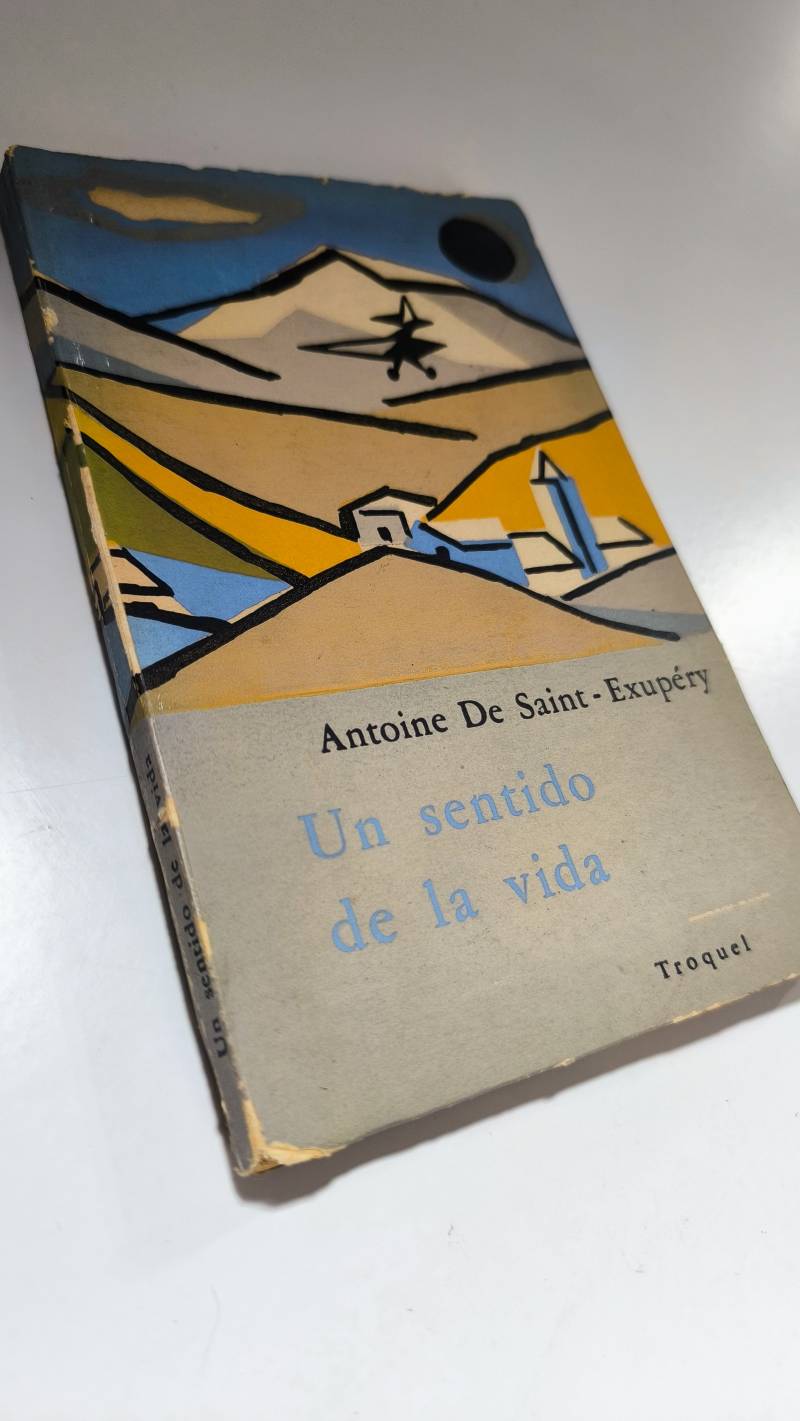 Antoine De Saint-Exupéry
Un sentido
de la vida
Troquel
Un sentido de la vida